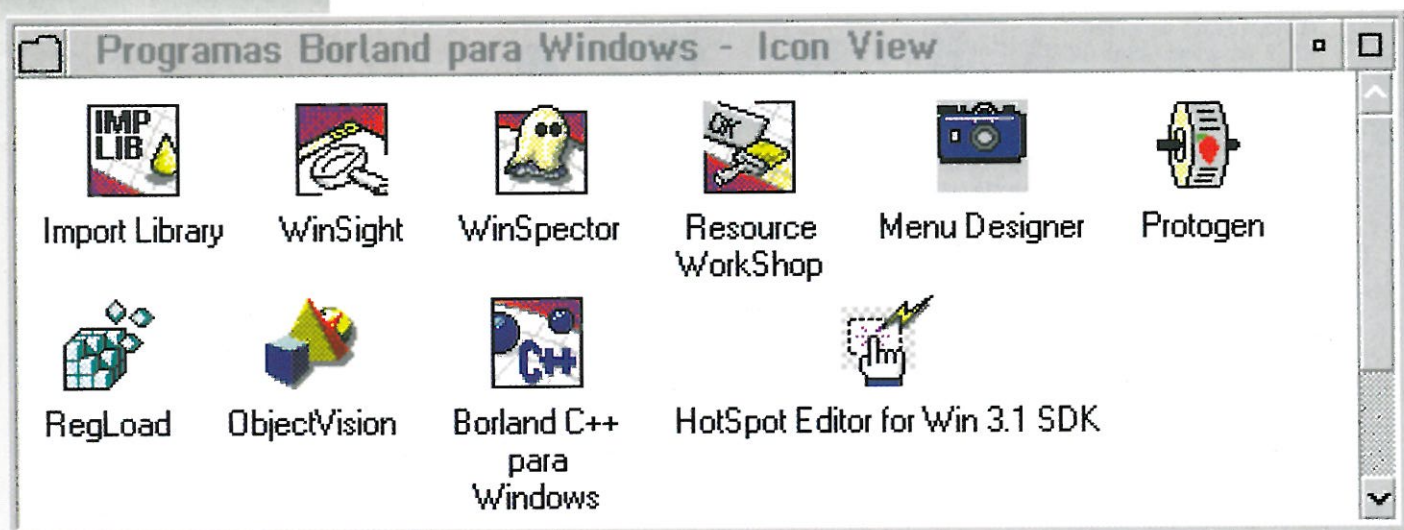 Programas Borland para Windows - Icon View
IMP
LIB
OK
Import Library
WinSight
WinSpector
Resource
WorkShop
Menu Designer
Protogen
C++
RegLoad
ObjectVision
Borland C++
para
Windows
HotSpot Editor for Win 3.1 SDK